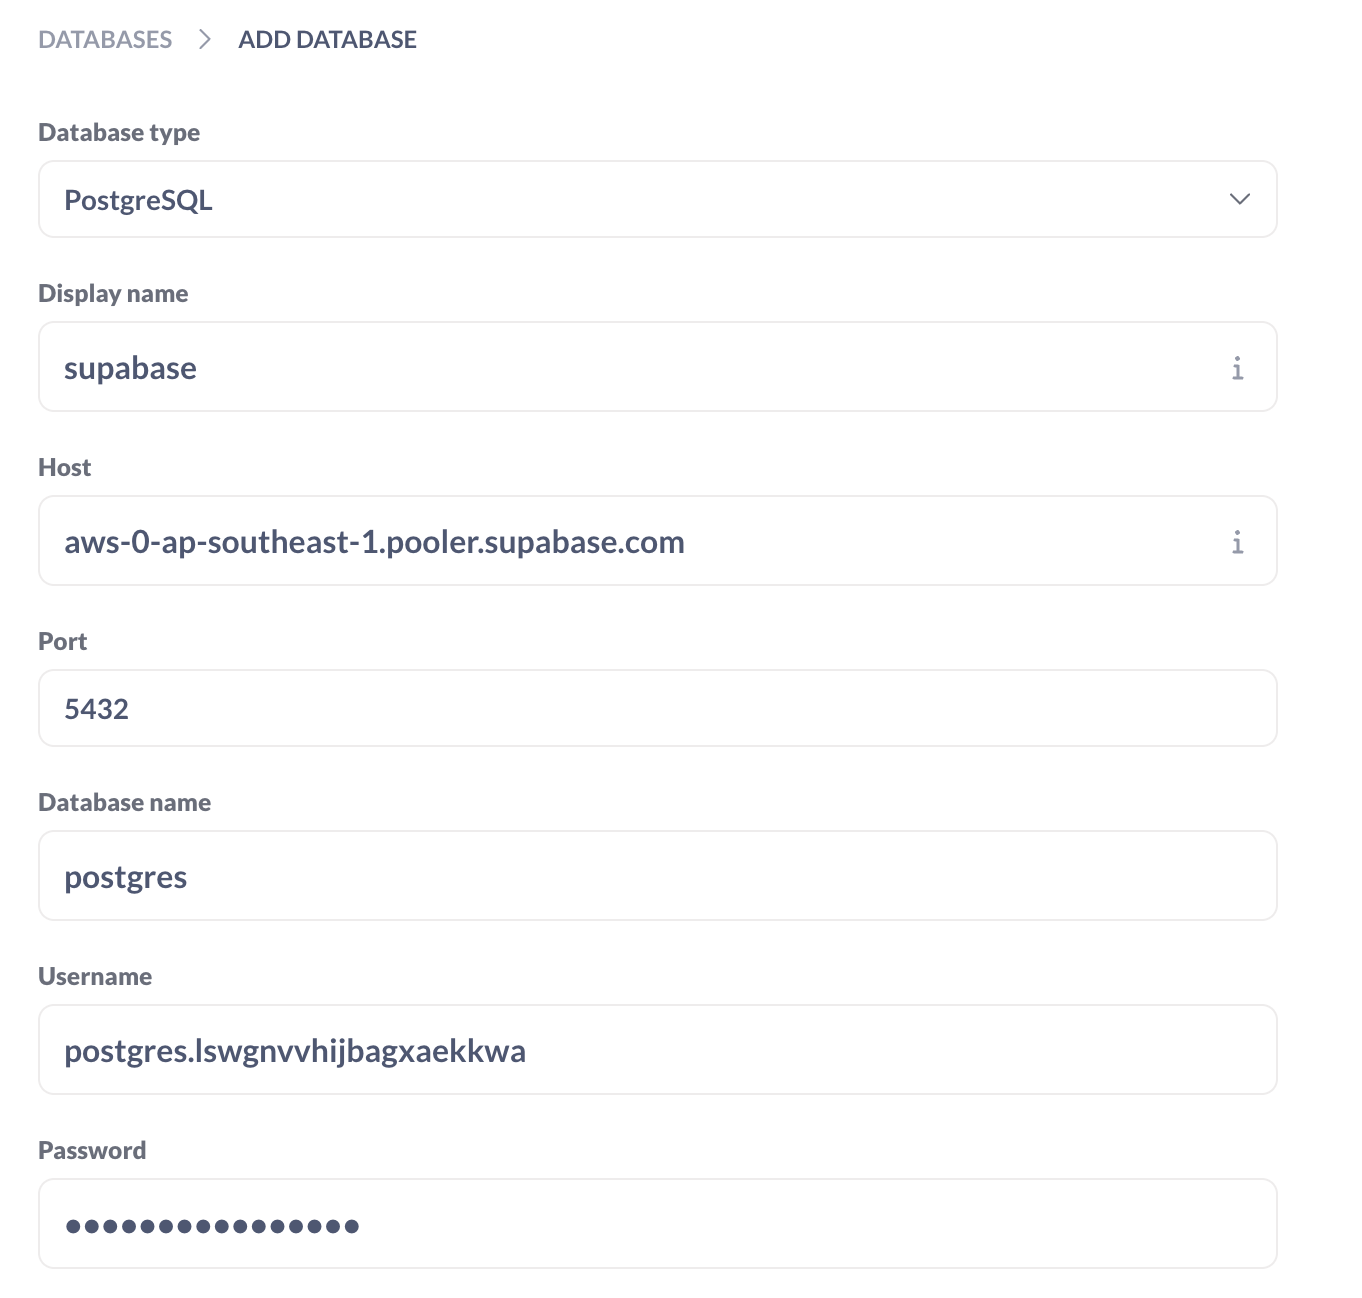 DATABASES > ADD DATABASE
Database type
PostgreSQL
Display name
supabase
i
Host
aws-0-ap-southeast-1.pooler.supabase.com
i
Port
5432
Database name
postgres
Username
postgres.lswgnvvhijbagxaekkwa
Password
••••••••••••••••